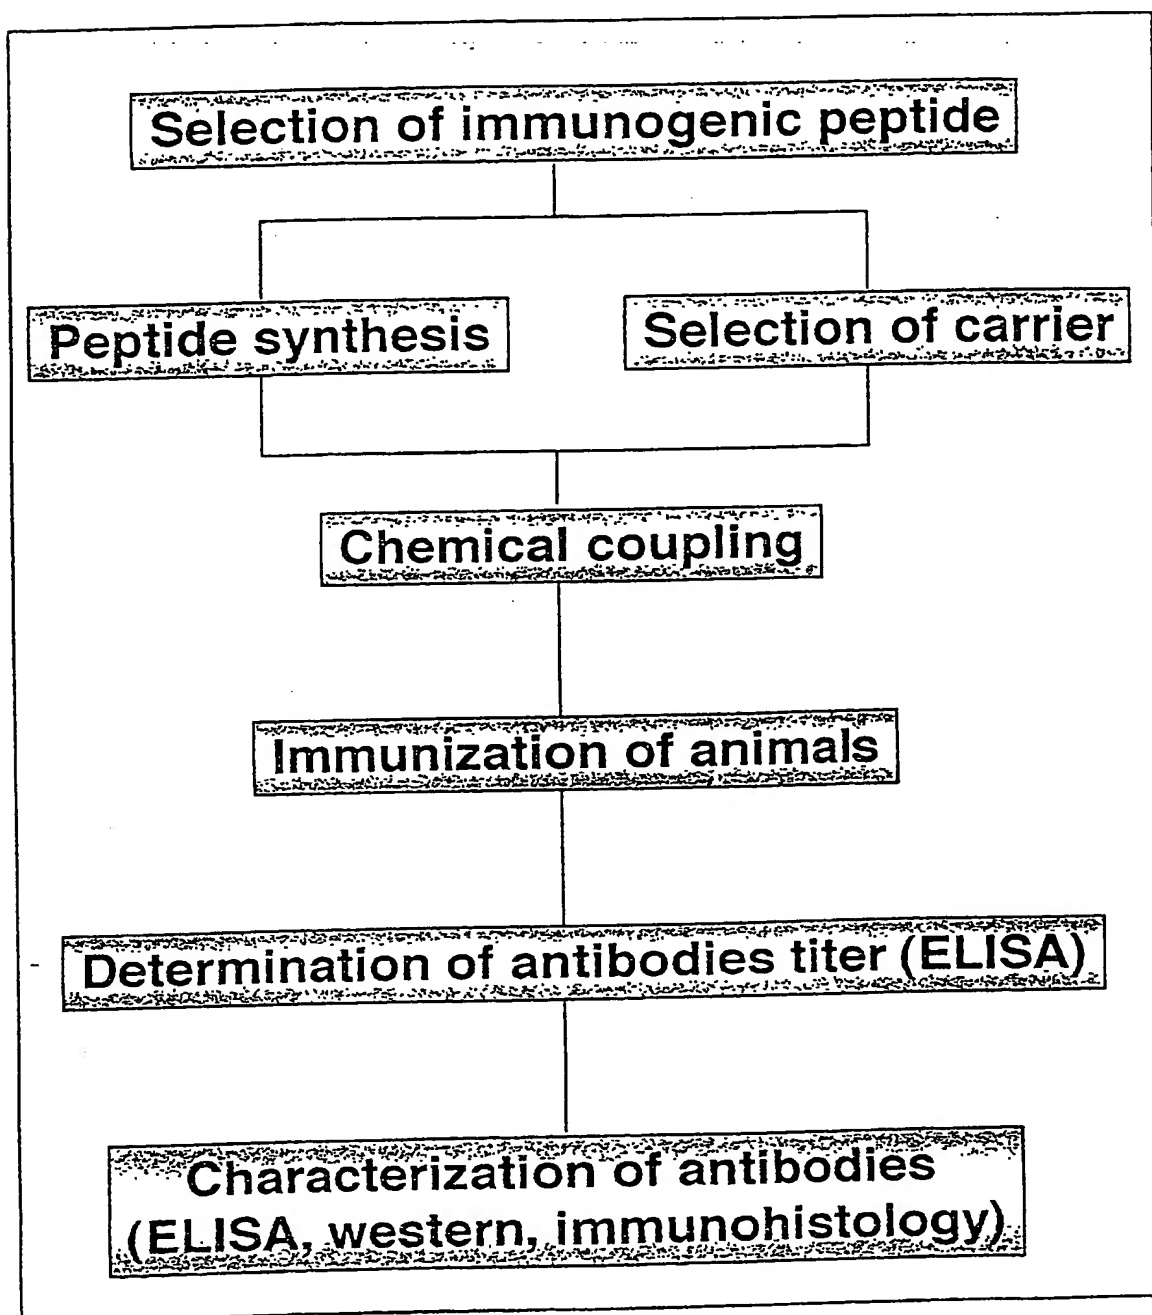 Selection of immunogenic peptide
Peptide synthesis
Selection of carrier
Chemical coupling
Immunization of animals
Determination of antibodies titer (ELISA)
Characterization of antibodies
(ELISA, western, immunohistology)